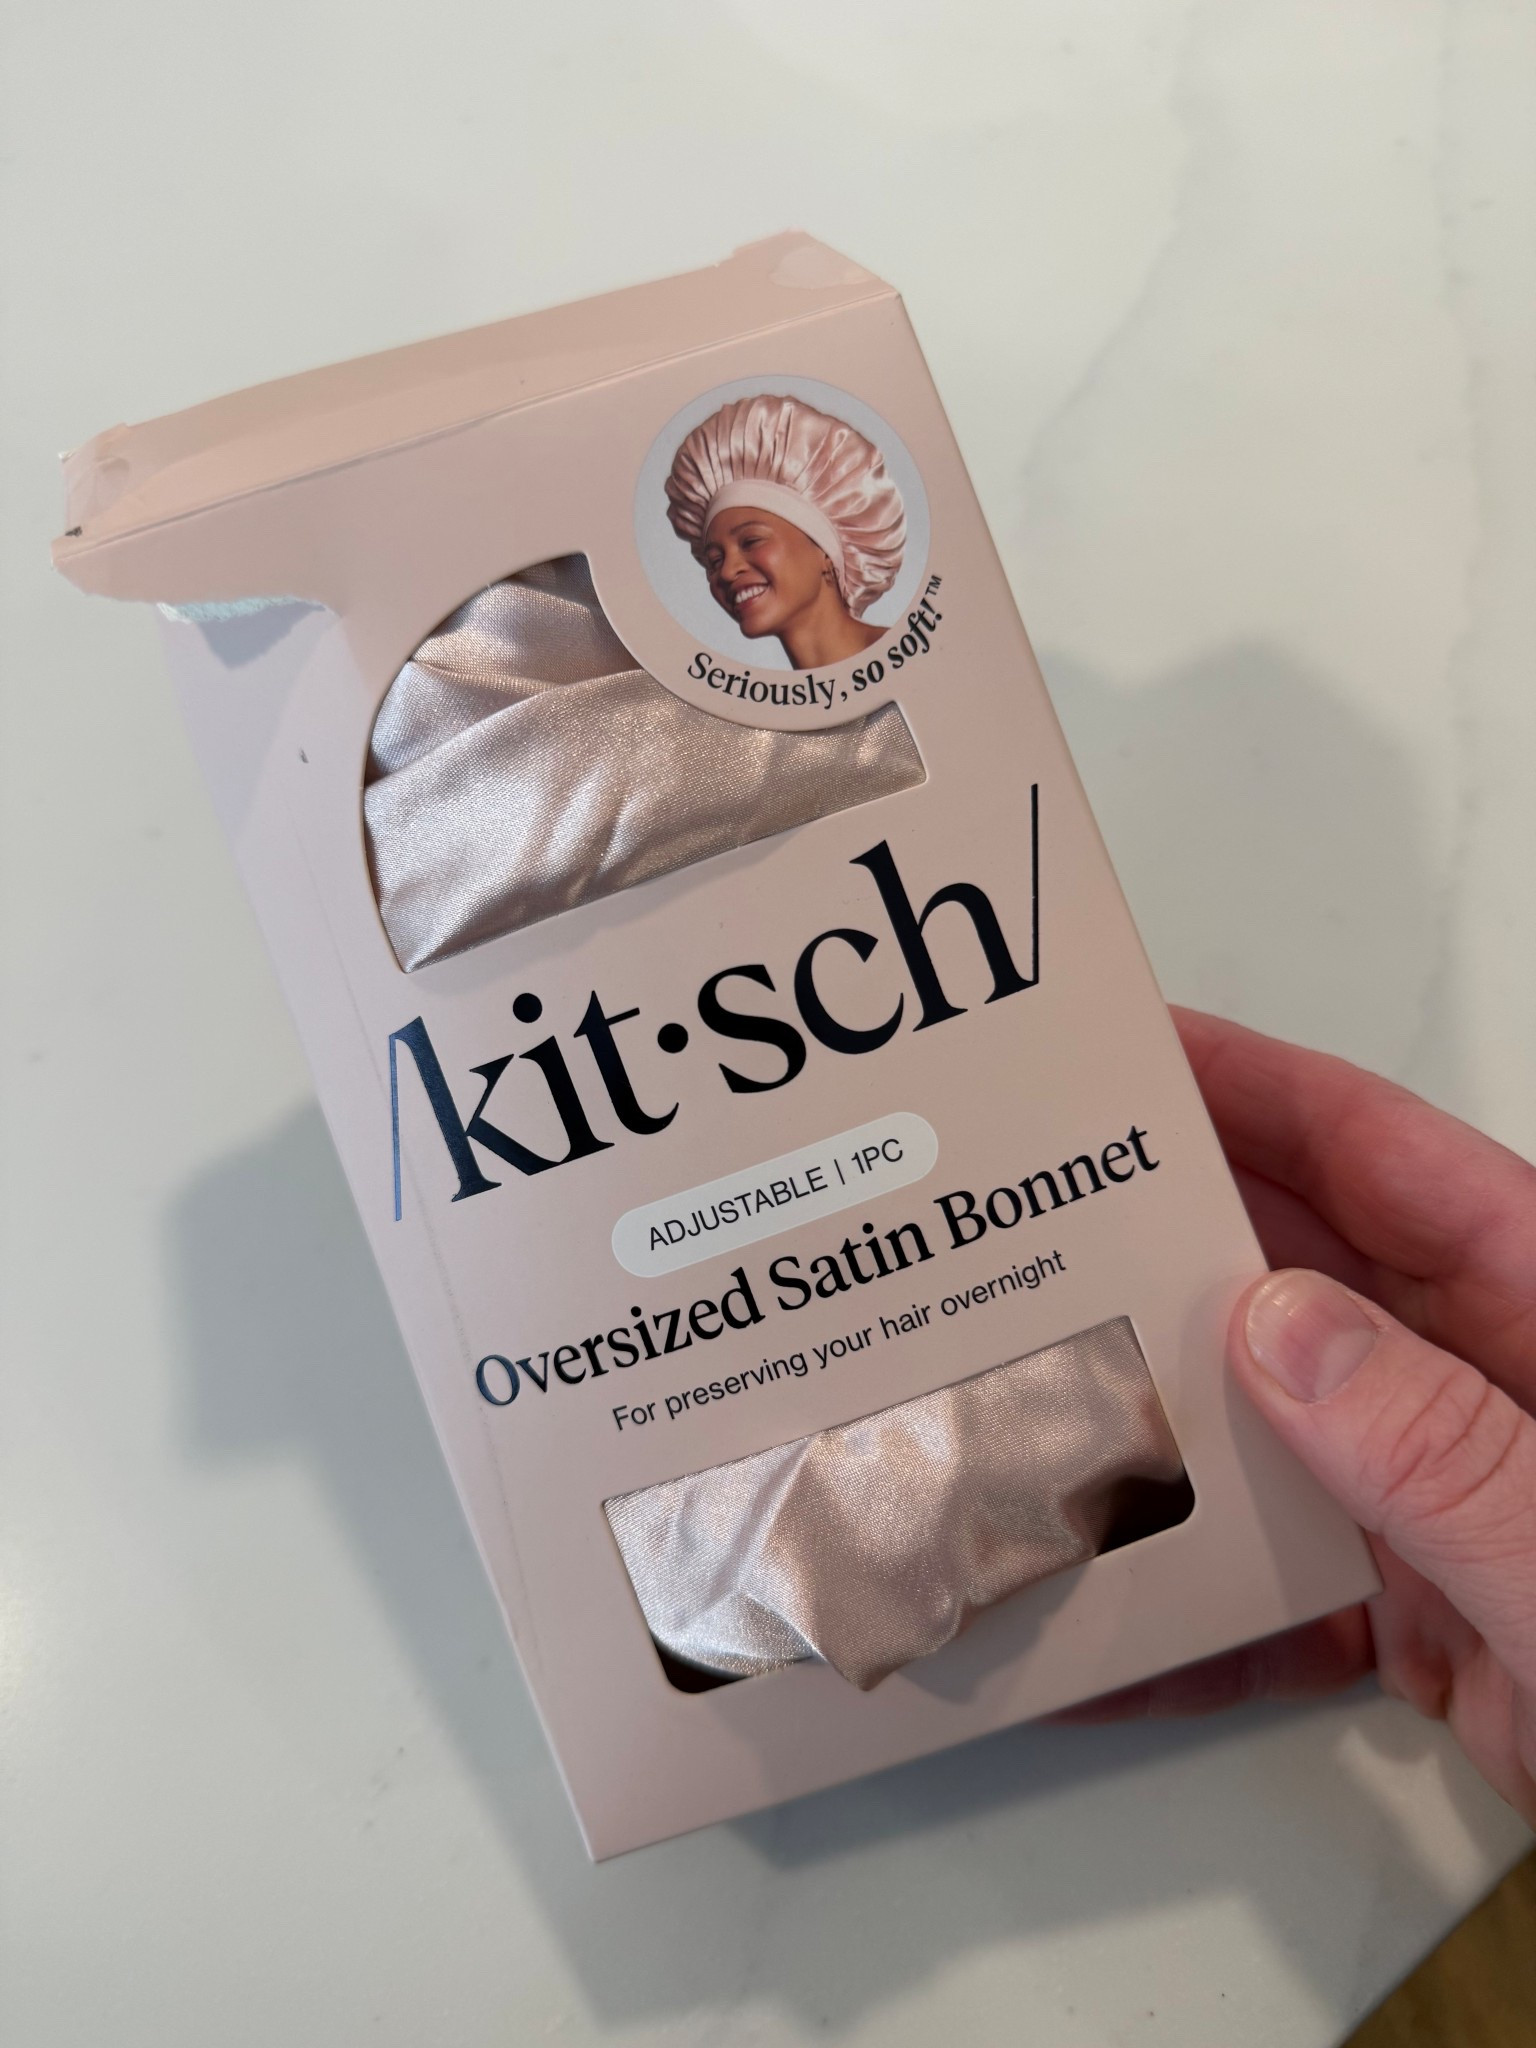 Seriously, so soft!™
/kit·sch/
ADJUSTABLE | 1PC
Oversized Satin Bonnet
For preserving your hair overnight